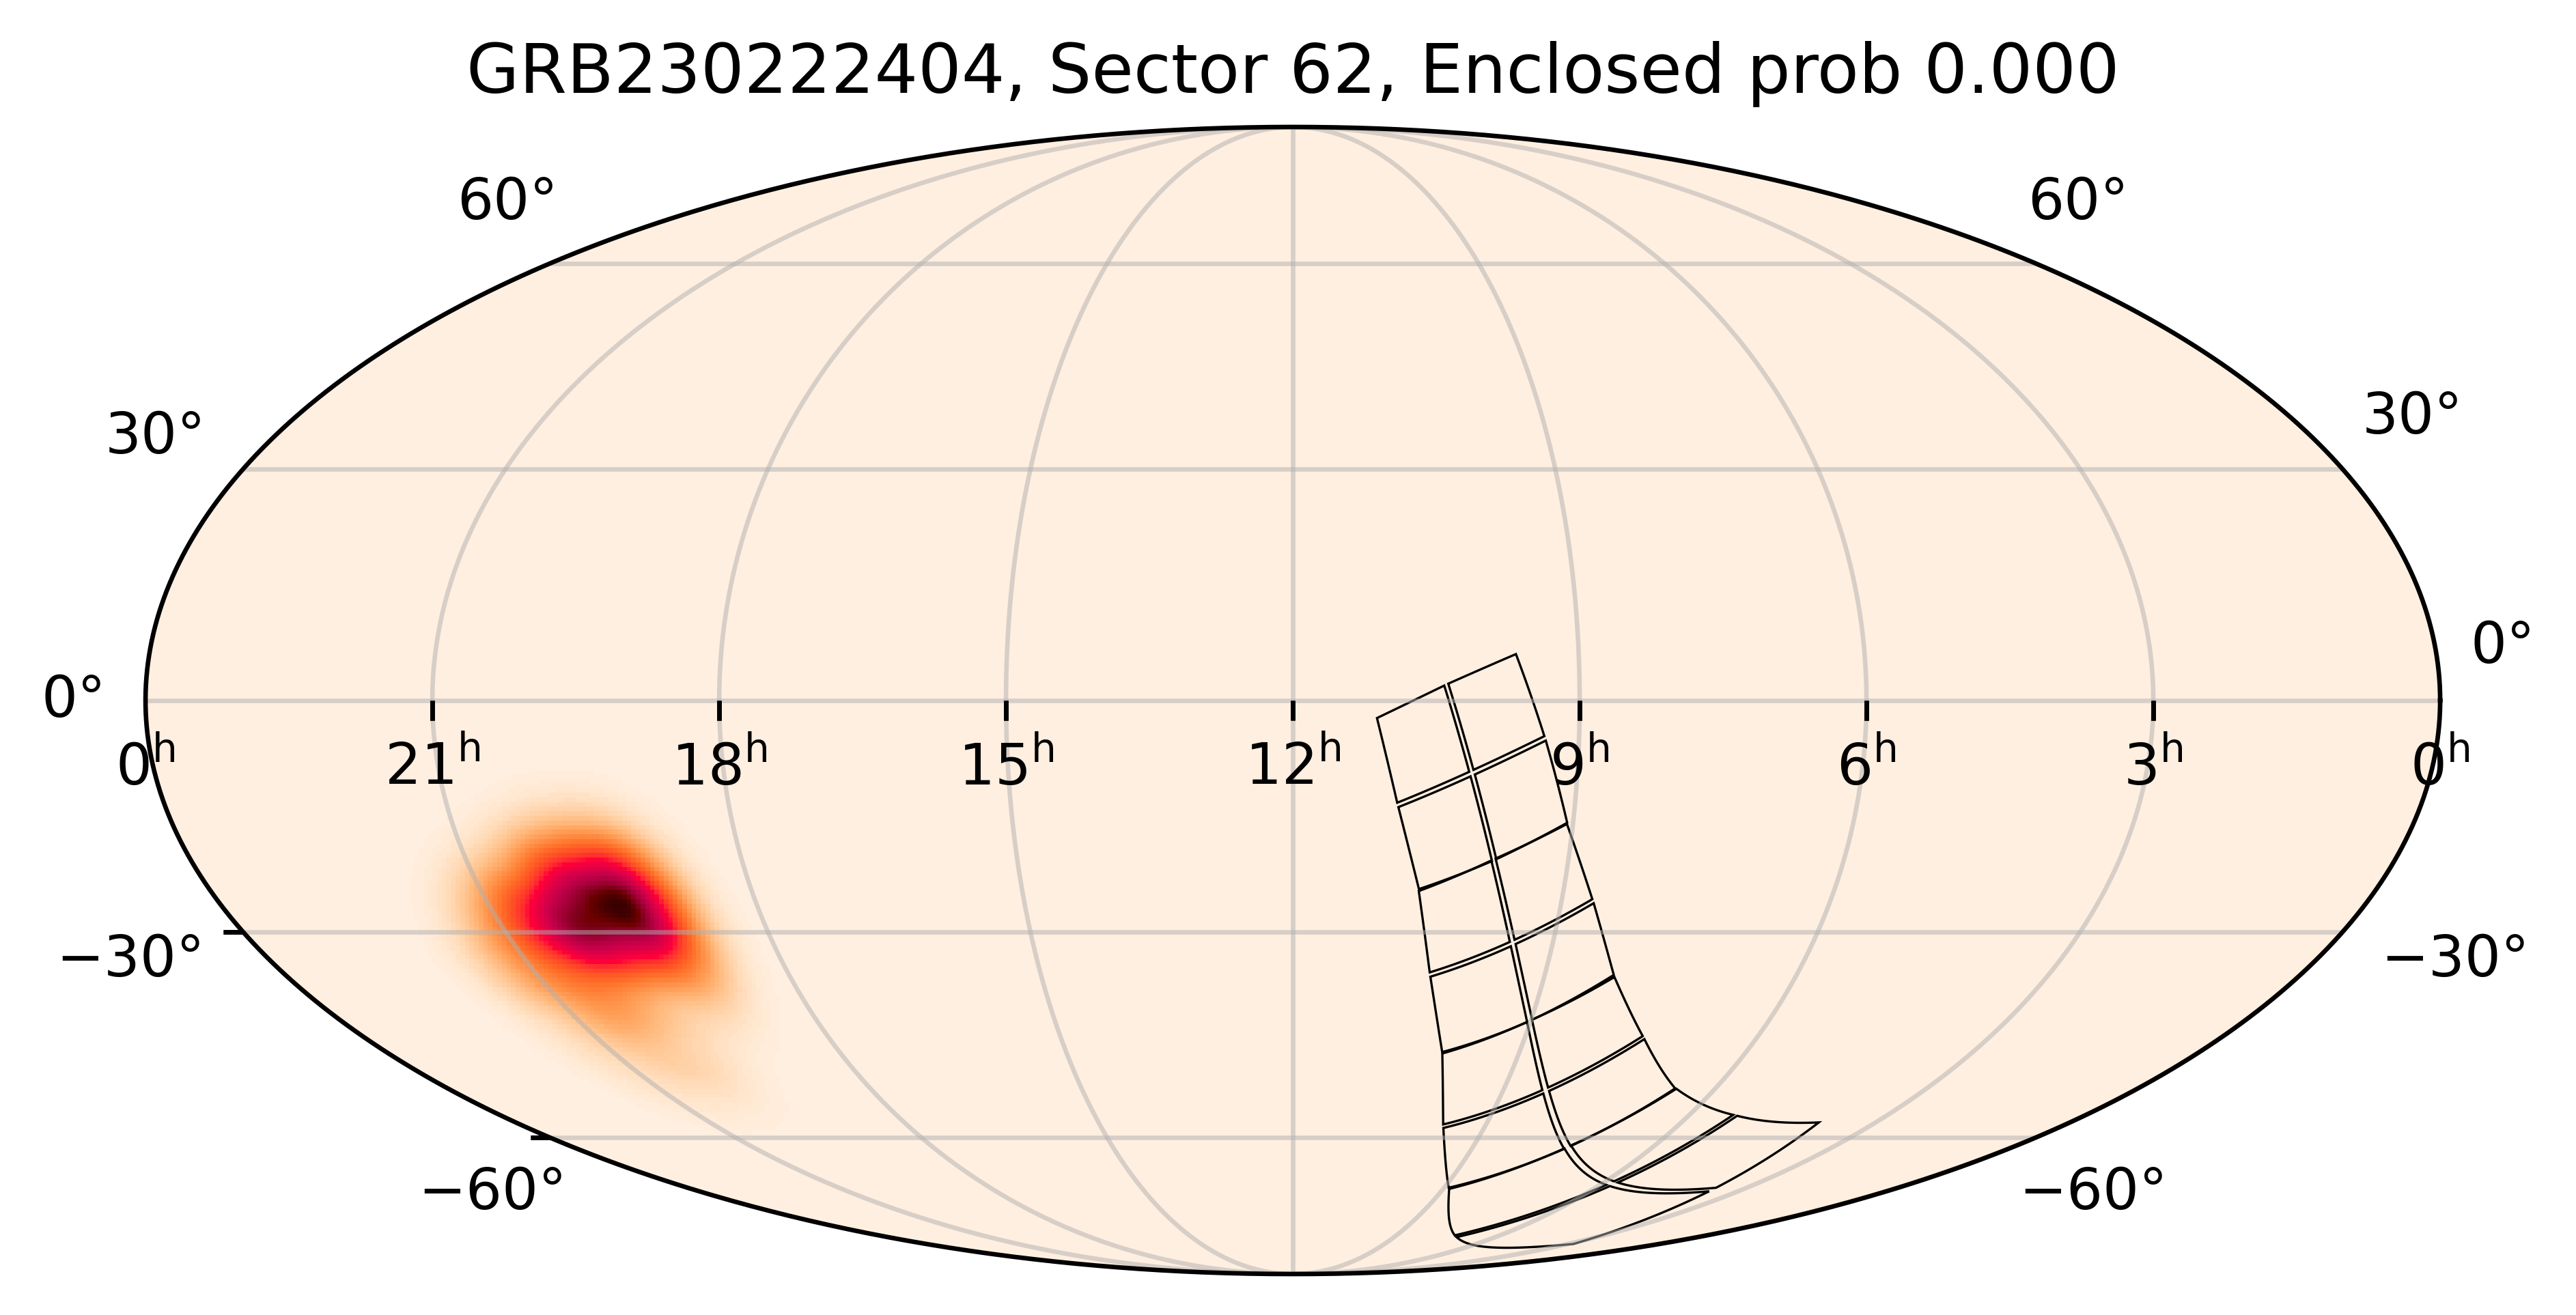 GRB230222404, Sector 62, Enclosed prob 0.000
60° 60°
30° 30°
0° 0°
0h 21h 18h 15h 12h 9h 6h 3h 0h
−30° −30°
−60° −60°